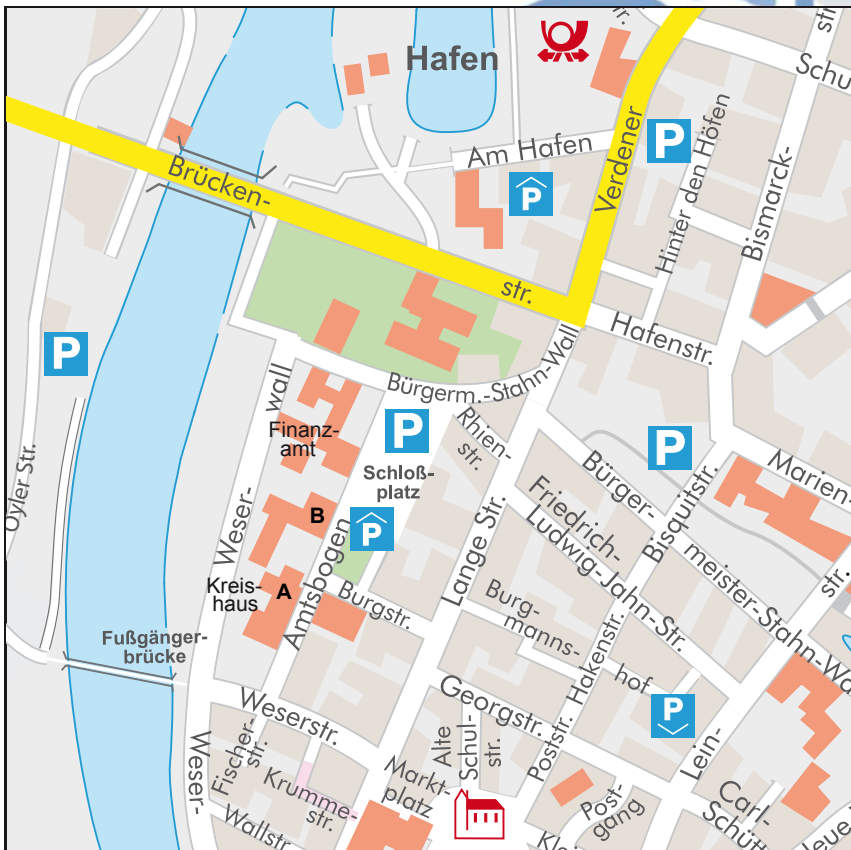 Hafen
str.
Schu
Am Hafen
Verdener
P
Hinter den Höfen
Bismarck-
Brücken-
P
str.
Hafenstr.
P
Bürgerm.-Stahn-Wall
wall
Finanz-
amt
P
Schloß-
platz
Rhien-
str.
P
Marien-
Oyler Str.
Weser-
B
P
Amtsbogen
Lange Str.
Friedrich-
Ludwig-Jahn-Str.
Bürger-
meister-Stahn-Wa
Bisquitstr.
str.
Kreis-
haus
A
Burgstr.
Burg-
manns-
hof
Hakenstr.
Poststr.
Fußgänger-
brücke
Weserstr.
Georgstr.
P
Lein-
Weser-
Fischer-
str.
Krumme-
str.
Wallstr.
Markt-
platz
Alte
Schul-
str.
Post-
gang
Carl-
Schütt